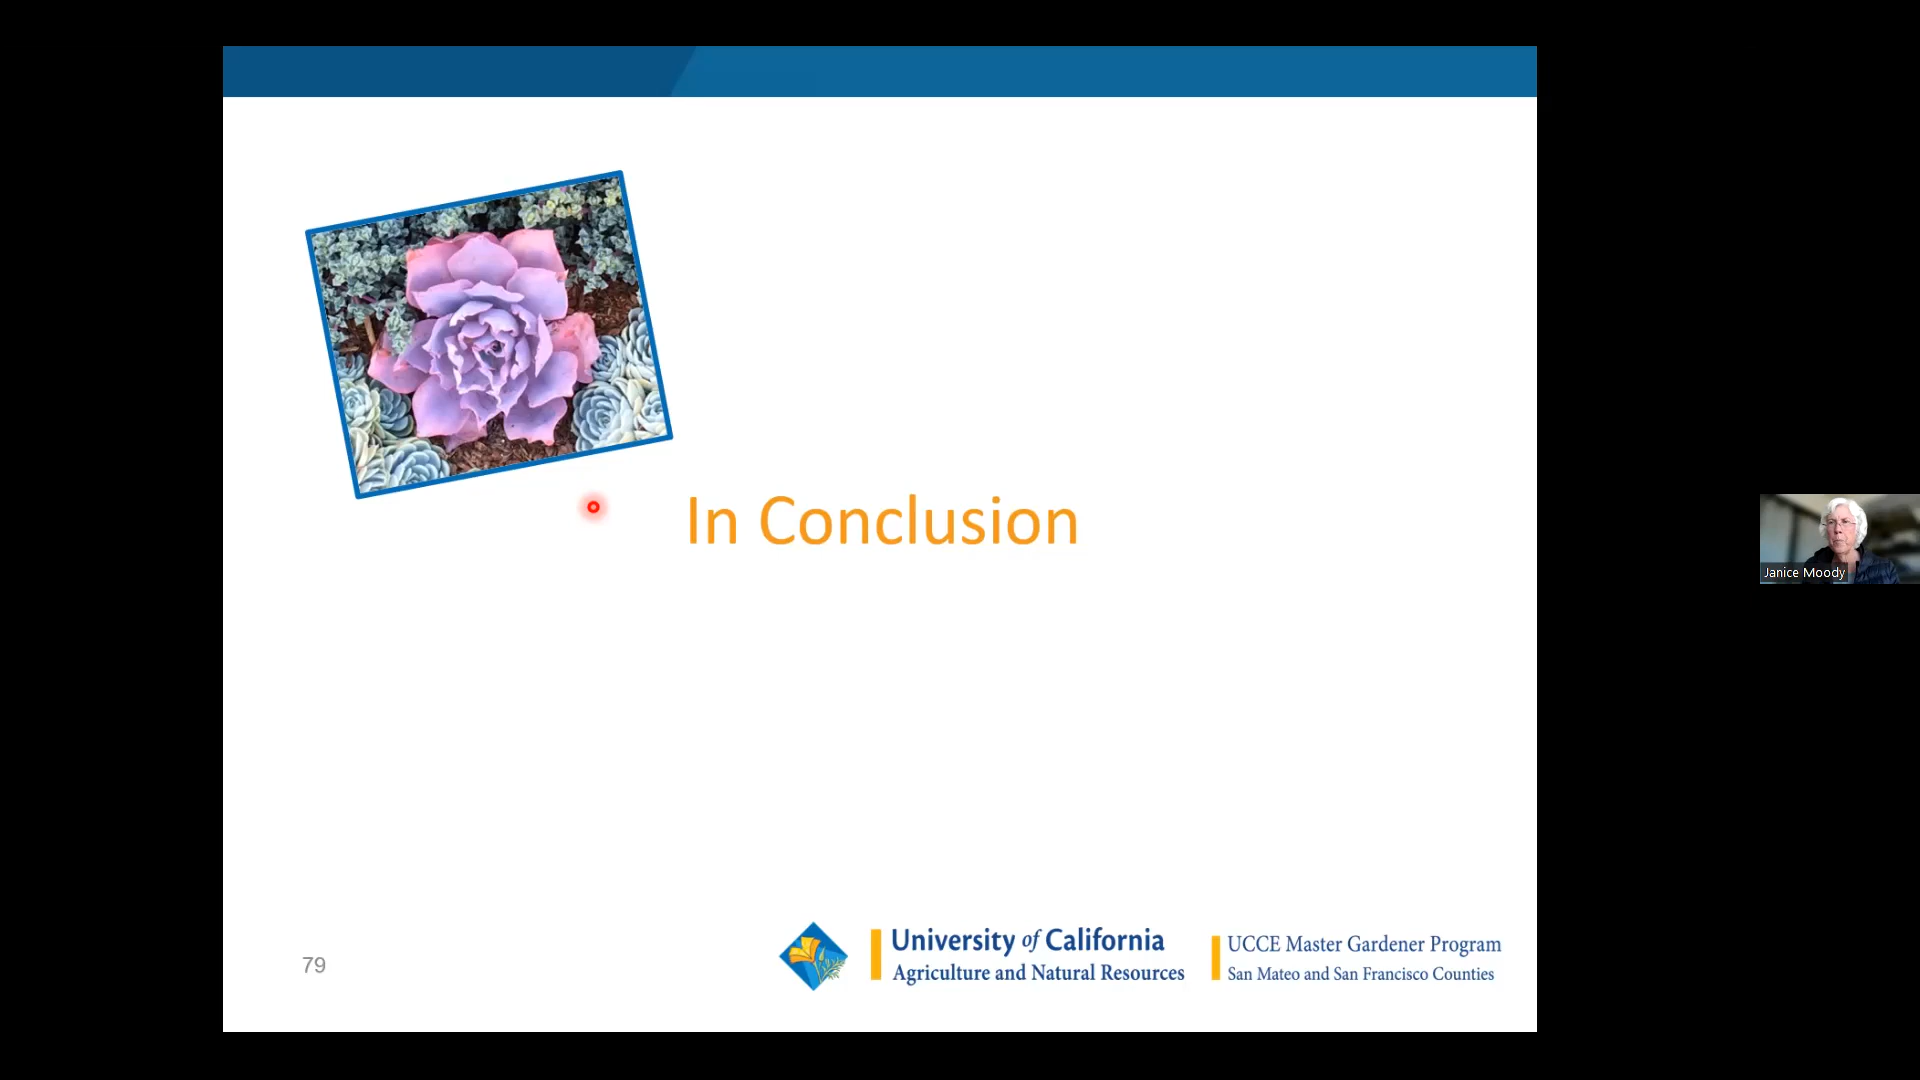 In Conclusion
Janice Moody
University of California
Agriculture and Natural Resources
UCCE Master Gardener Program
San Mateo and San Francisco Counties
79